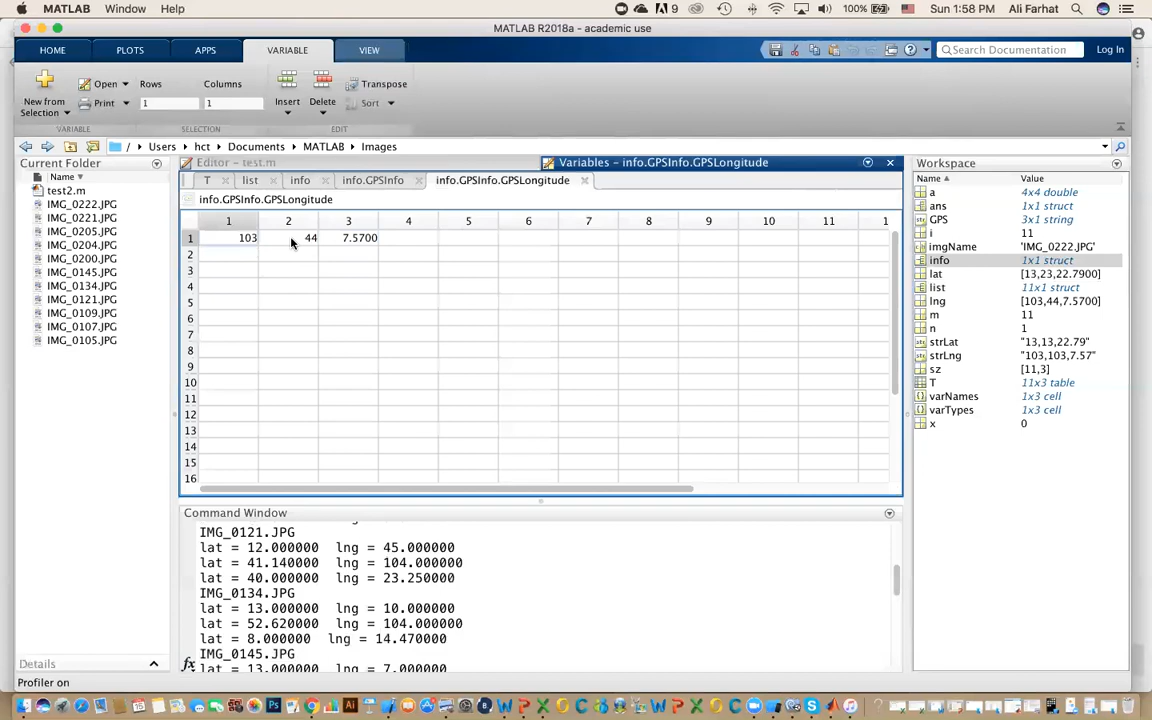 MATLAB Window Help 9 100% Sun 1:58 PM Ali Farhat
MATLAB R2018a - academic use
HOME PLOTS APPS VARIABLE VIEW Search Documentation Log In
New from Selection Open Print Rows 1 Columns 1 Insert Delete Transpose Sort
VARIABLE SELECTION EDIT
/ Users hct Documents MATLAB Images
Current Folder
Name
test2.m
IMG_0222.JPG
IMG_0221.JPG
IMG_0205.JPG
IMG_0204.JPG
IMG_0200.JPG
IMG_0145.JPG
IMG_0134.JPG
IMG_0121.JPG
IMG_0109.JPG
IMG_0107.JPG
IMG_0105.JPG
Details
Profiler on
Editor - test.m Variables - info.GPSInfo.GPSLongitude
T list info info.GPSInfo info.GPSInfo.GPSLongitude
info.GPSInfo.GPSLongitude
1 2 3 4 5 6 7 8 9 10 11 1
1 103 44 7.5700
2
3
4
5
6
7
8
9
10
11
12
13
14
15
16
Command Window
IMG_0121.JPG
lat = 12.000000 lng = 45.000000
lat = 41.140000 lng = 104.000000
lat = 40.000000 lng = 23.250000
IMG_0134.JPG
lat = 13.000000 lng = 10.000000
lat = 52.620000 lng = 104.000000
lat = 8.000000 lng = 14.470000
IMG_0145.JPG
lat = 13.000000 lng = 7.000000
fx
Workspace
Name Value
a 4x4 double
ans 1x1 struct
GPS 3x1 string
i 11
imgName 'IMG_0222.JPG'
info 1x1 struct
lat [13,23,22.7900]
list 11x1 struct
lng [103,44,7.5700]
m 11
n 1
strLat "13,13,22.79"
strLng "103,103,7.57"
sz [11,3]
T 11x3 table
varNames 1x3 cell
varTypes 1x3 cell
x 0